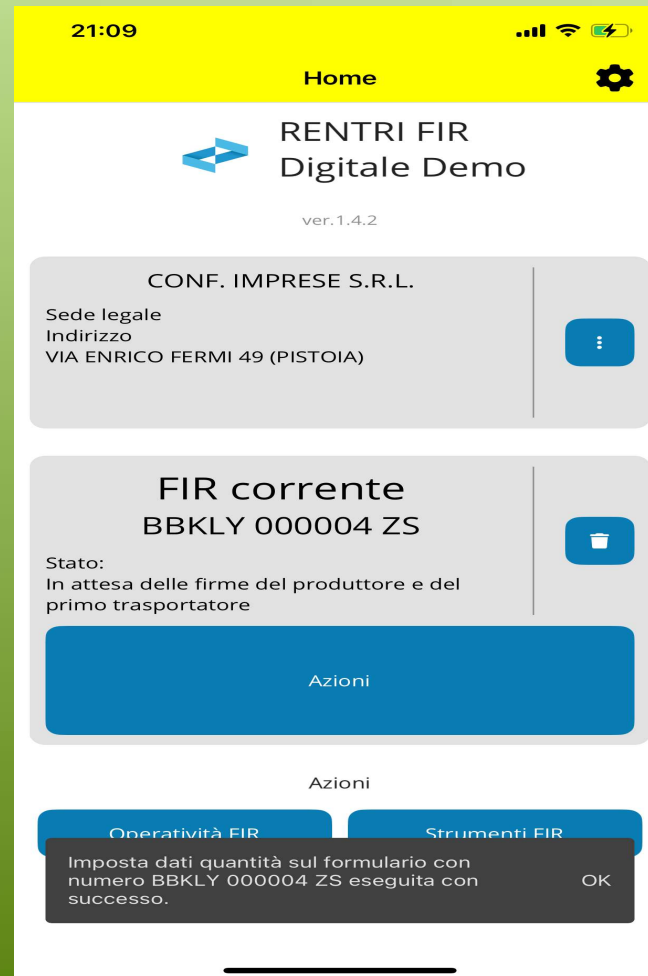 21:09
Home
RENTRI FIR
Digitale Demo
ver.1.4.2
CONF. IMPRESE S.R.L.
Sede legale
Indirizzo
VIA ENRICO FERMI 49 (PISTOIA)
FIR corrente
BBKLY 000004 ZS
Stato:
In attesa delle firme del produttore e del
primo trasportatore
Azioni
Azioni
Operatività FIR
Strumenti FIR
Imposta dati quantità sul formulario con
numero BBKLY 000004 ZS eseguita con
successo.
OK